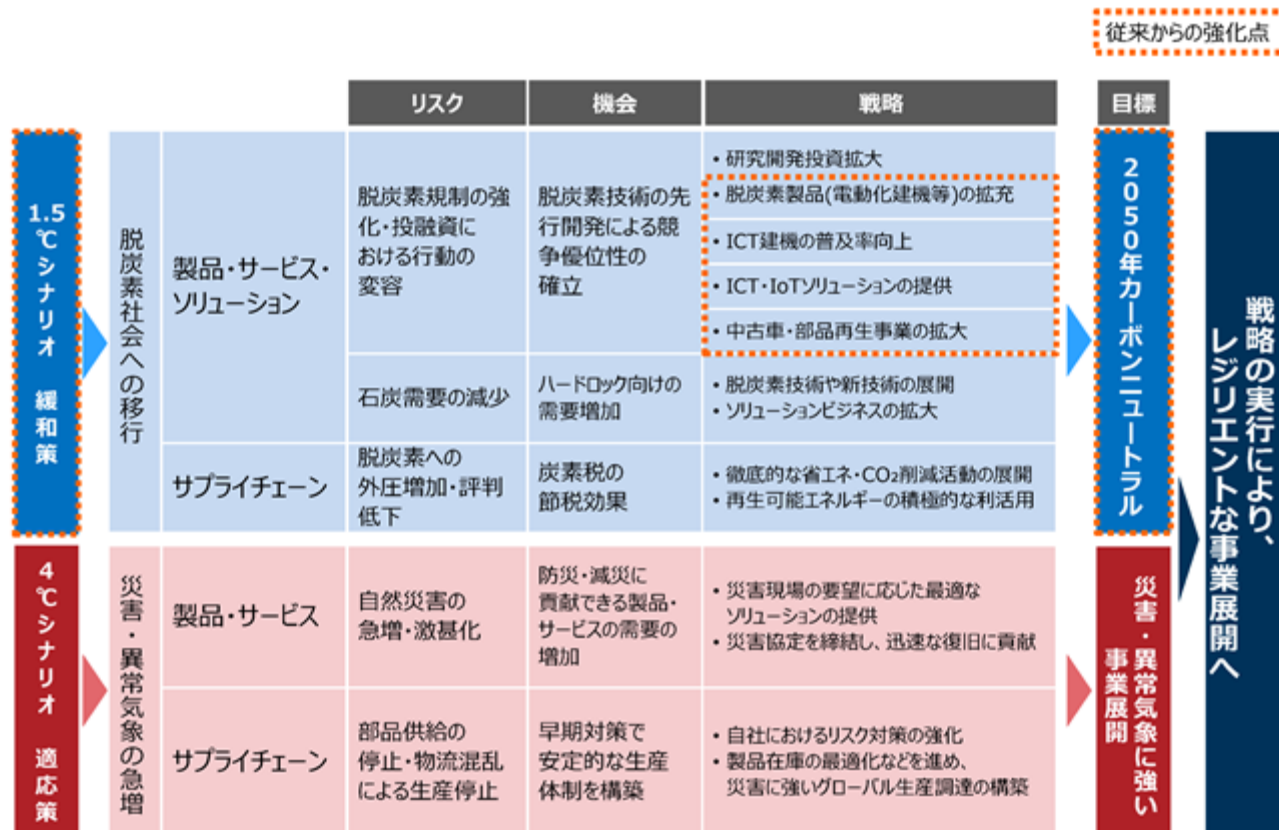 従来からの強化点
リスク
機会
戦略
目標
1.5℃シナリオ　緩和策
脱炭素社会への移行
製品・サービス・
ソリューション
脱炭素規制の強
化・投融資に
おける行動の
変容
脱炭素技術の先
行開発による競
争優位性の
確立
• 研究開発投資拡大
• 脱炭素製品(電動化建機等)の拡充
• ICT建機の普及率向上
• ICT・IoTソリューションの提供
• 中古車・部品再生事業の拡大
石炭需要の減少
ハードロック向けの
需要増加
• 脱炭素技術や新技術の展開
• ソリューションビジネスの拡大
サプライチェーン
脱炭素への
外圧増加・評判
低下
炭素税の
節税効果
• 徹底的な省エネ・CO₂削減活動の展開
• 再生可能エネルギーの積極的な利活用
2050年カーボンニュートラル
4℃シナリオ　適応策
災害・異常気象の急増
製品・サービス
自然災害の
急増・激甚化
防災・減災に
貢献できる製品・
サービスの需要の
増加
• 災害現場の要望に応じた最適な
ソリューションの提供
• 災害協定を締結し、迅速な復旧に貢献
サプライチェーン
部品供給の
停止・物流混乱
による生産停止
早期対策で
安定的な生産
体制を構築
• 自社におけるリスク対策の強化
• 製品在庫の最適化などを進め、
災害に強いグローバル生産調達の構築
災害・異常気象に強い
事業展開
戦略の実行により、
レジリエントな事業展開へ